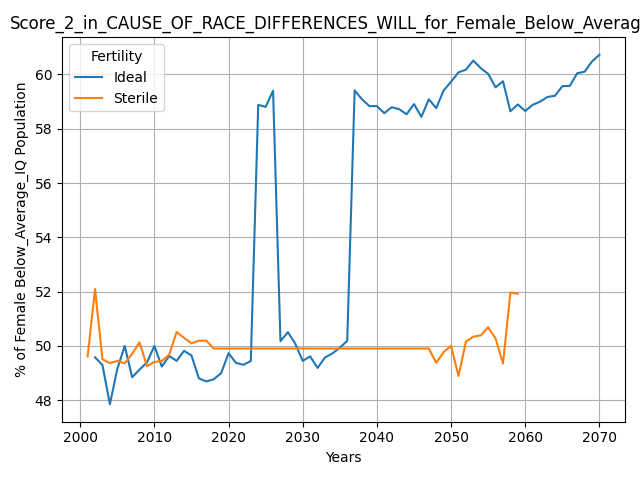 Score_2_in_CAUSE_OF_RACE_DIFFERENCES_WILL_for_Female_Below_Averag
Fertility
Ideal
Sterile
% of Female Below_Average_IQ Population
60
58
56
54
52
50
48
2000 2010 2020 2030 2040 2050 2060 2070
Years